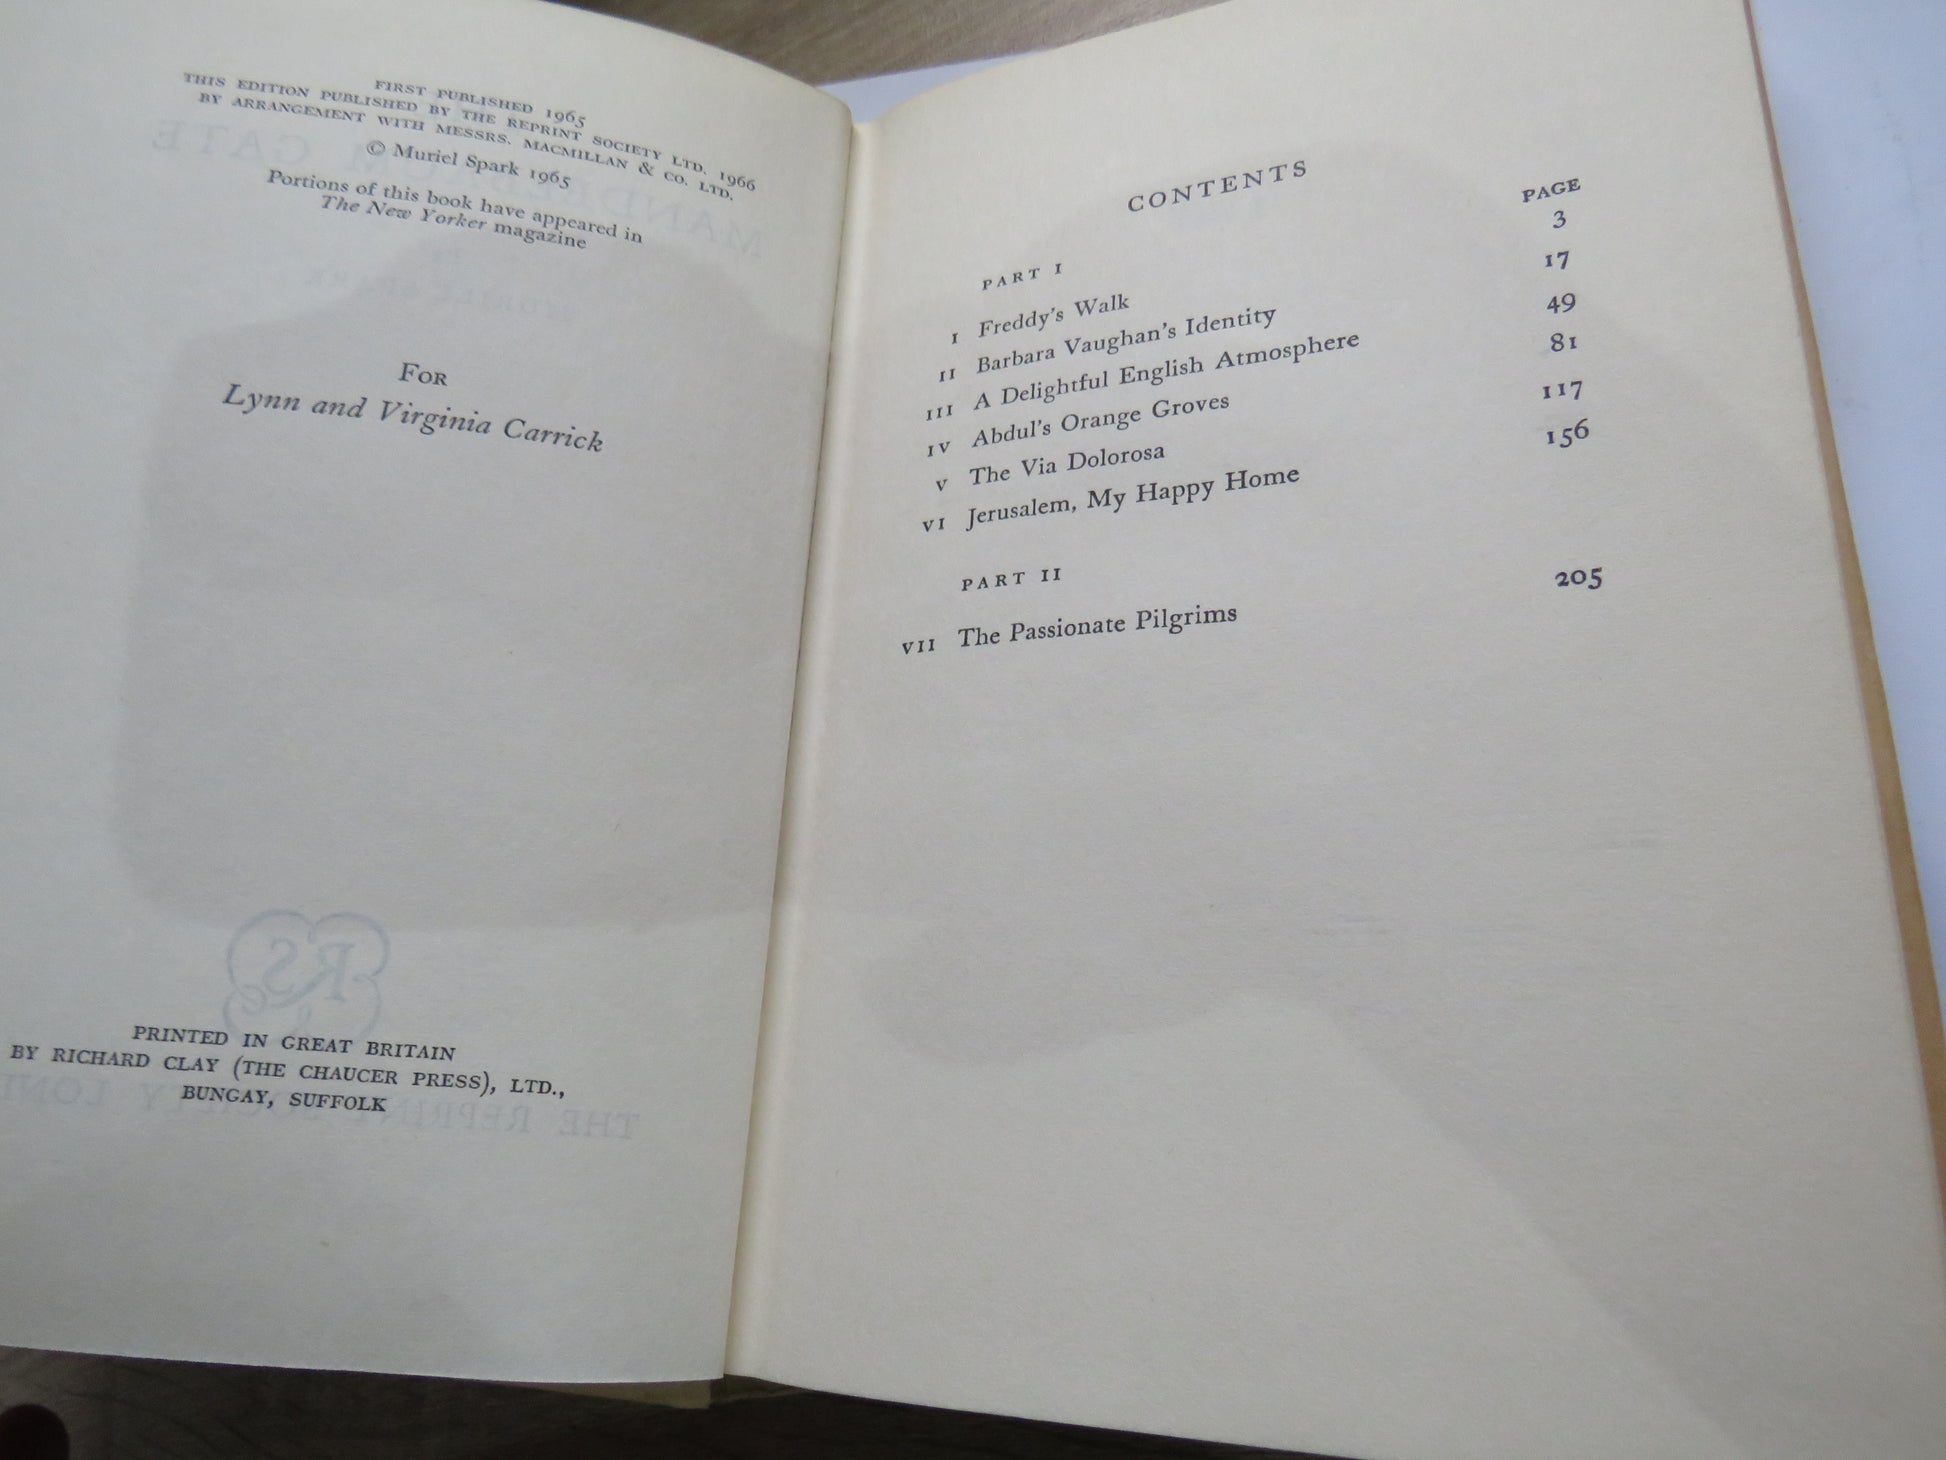 FIRST PUBLISHED 1965
THIS EDITION PUBLISHED BY THE REPRINT SOCIETY LTD. 1966
BY ARRANGEMENT WITH MESSRS. MACMILLAN & CO. LTD.
© Muriel Spark 1965
Portions of this book have appeared in
The New Yorker magazine
For
Lynn and Virginia Carrick
PRINTED IN GREAT BRITAIN
BY RICHARD CLAY (THE CHAUCER PRESS), LTD.,
BUNGAY, SUFFOLK
CONTENTS
PAGE
PART I
I Freddy's Walk 3
II Barbara Vaughan's Identity 17
III A Delightful English Atmosphere 49
IV Abdul's Orange Groves 81
V The Via Dolorosa 117
VI Jerusalem, My Happy Home 156
PART II
VII The Passionate Pilgrims 205